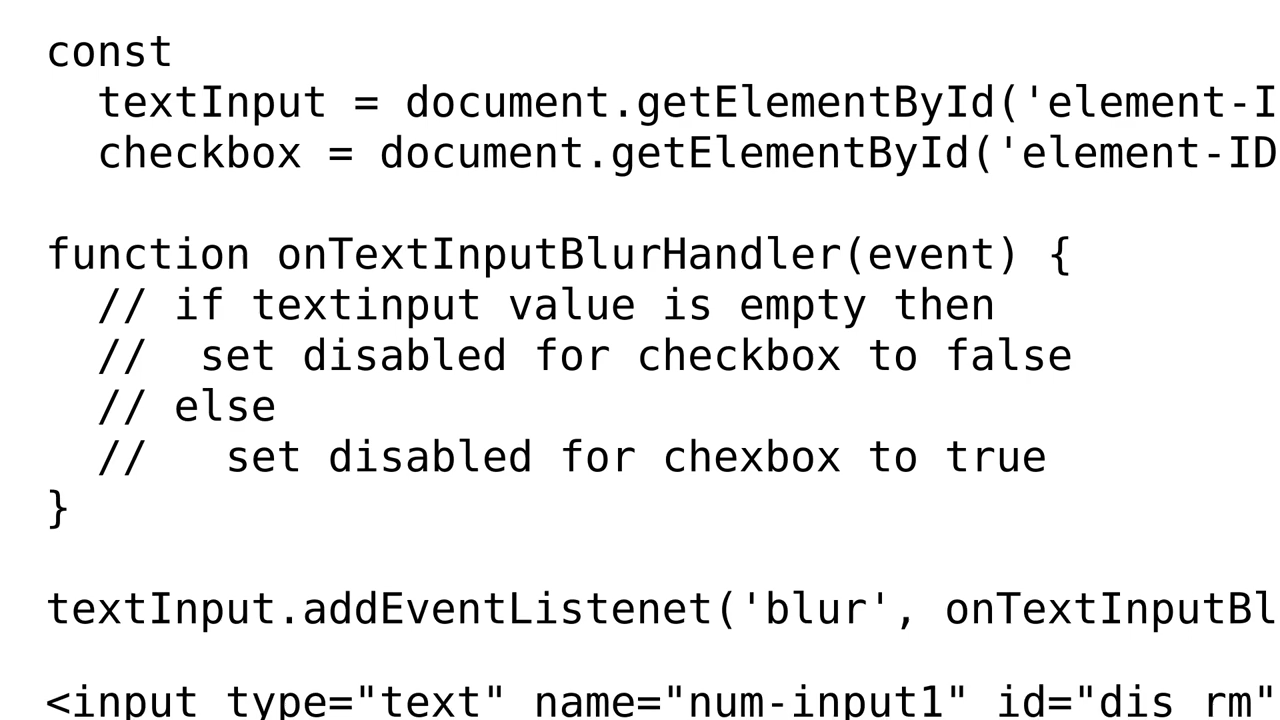 const
  textInput = document.getElementById('element-I
  checkbox = document.getElementById('element-ID
function onTextInputBlurHandler(event) {
  // if textinput value is empty then
  //  set disabled for checkbox to false
  // else
  //   set disabled for chexbox to true
}
textInput.addEventListenet('blur', onTextInputBl
<input type="text" name="num-input1" id="dis_rm"